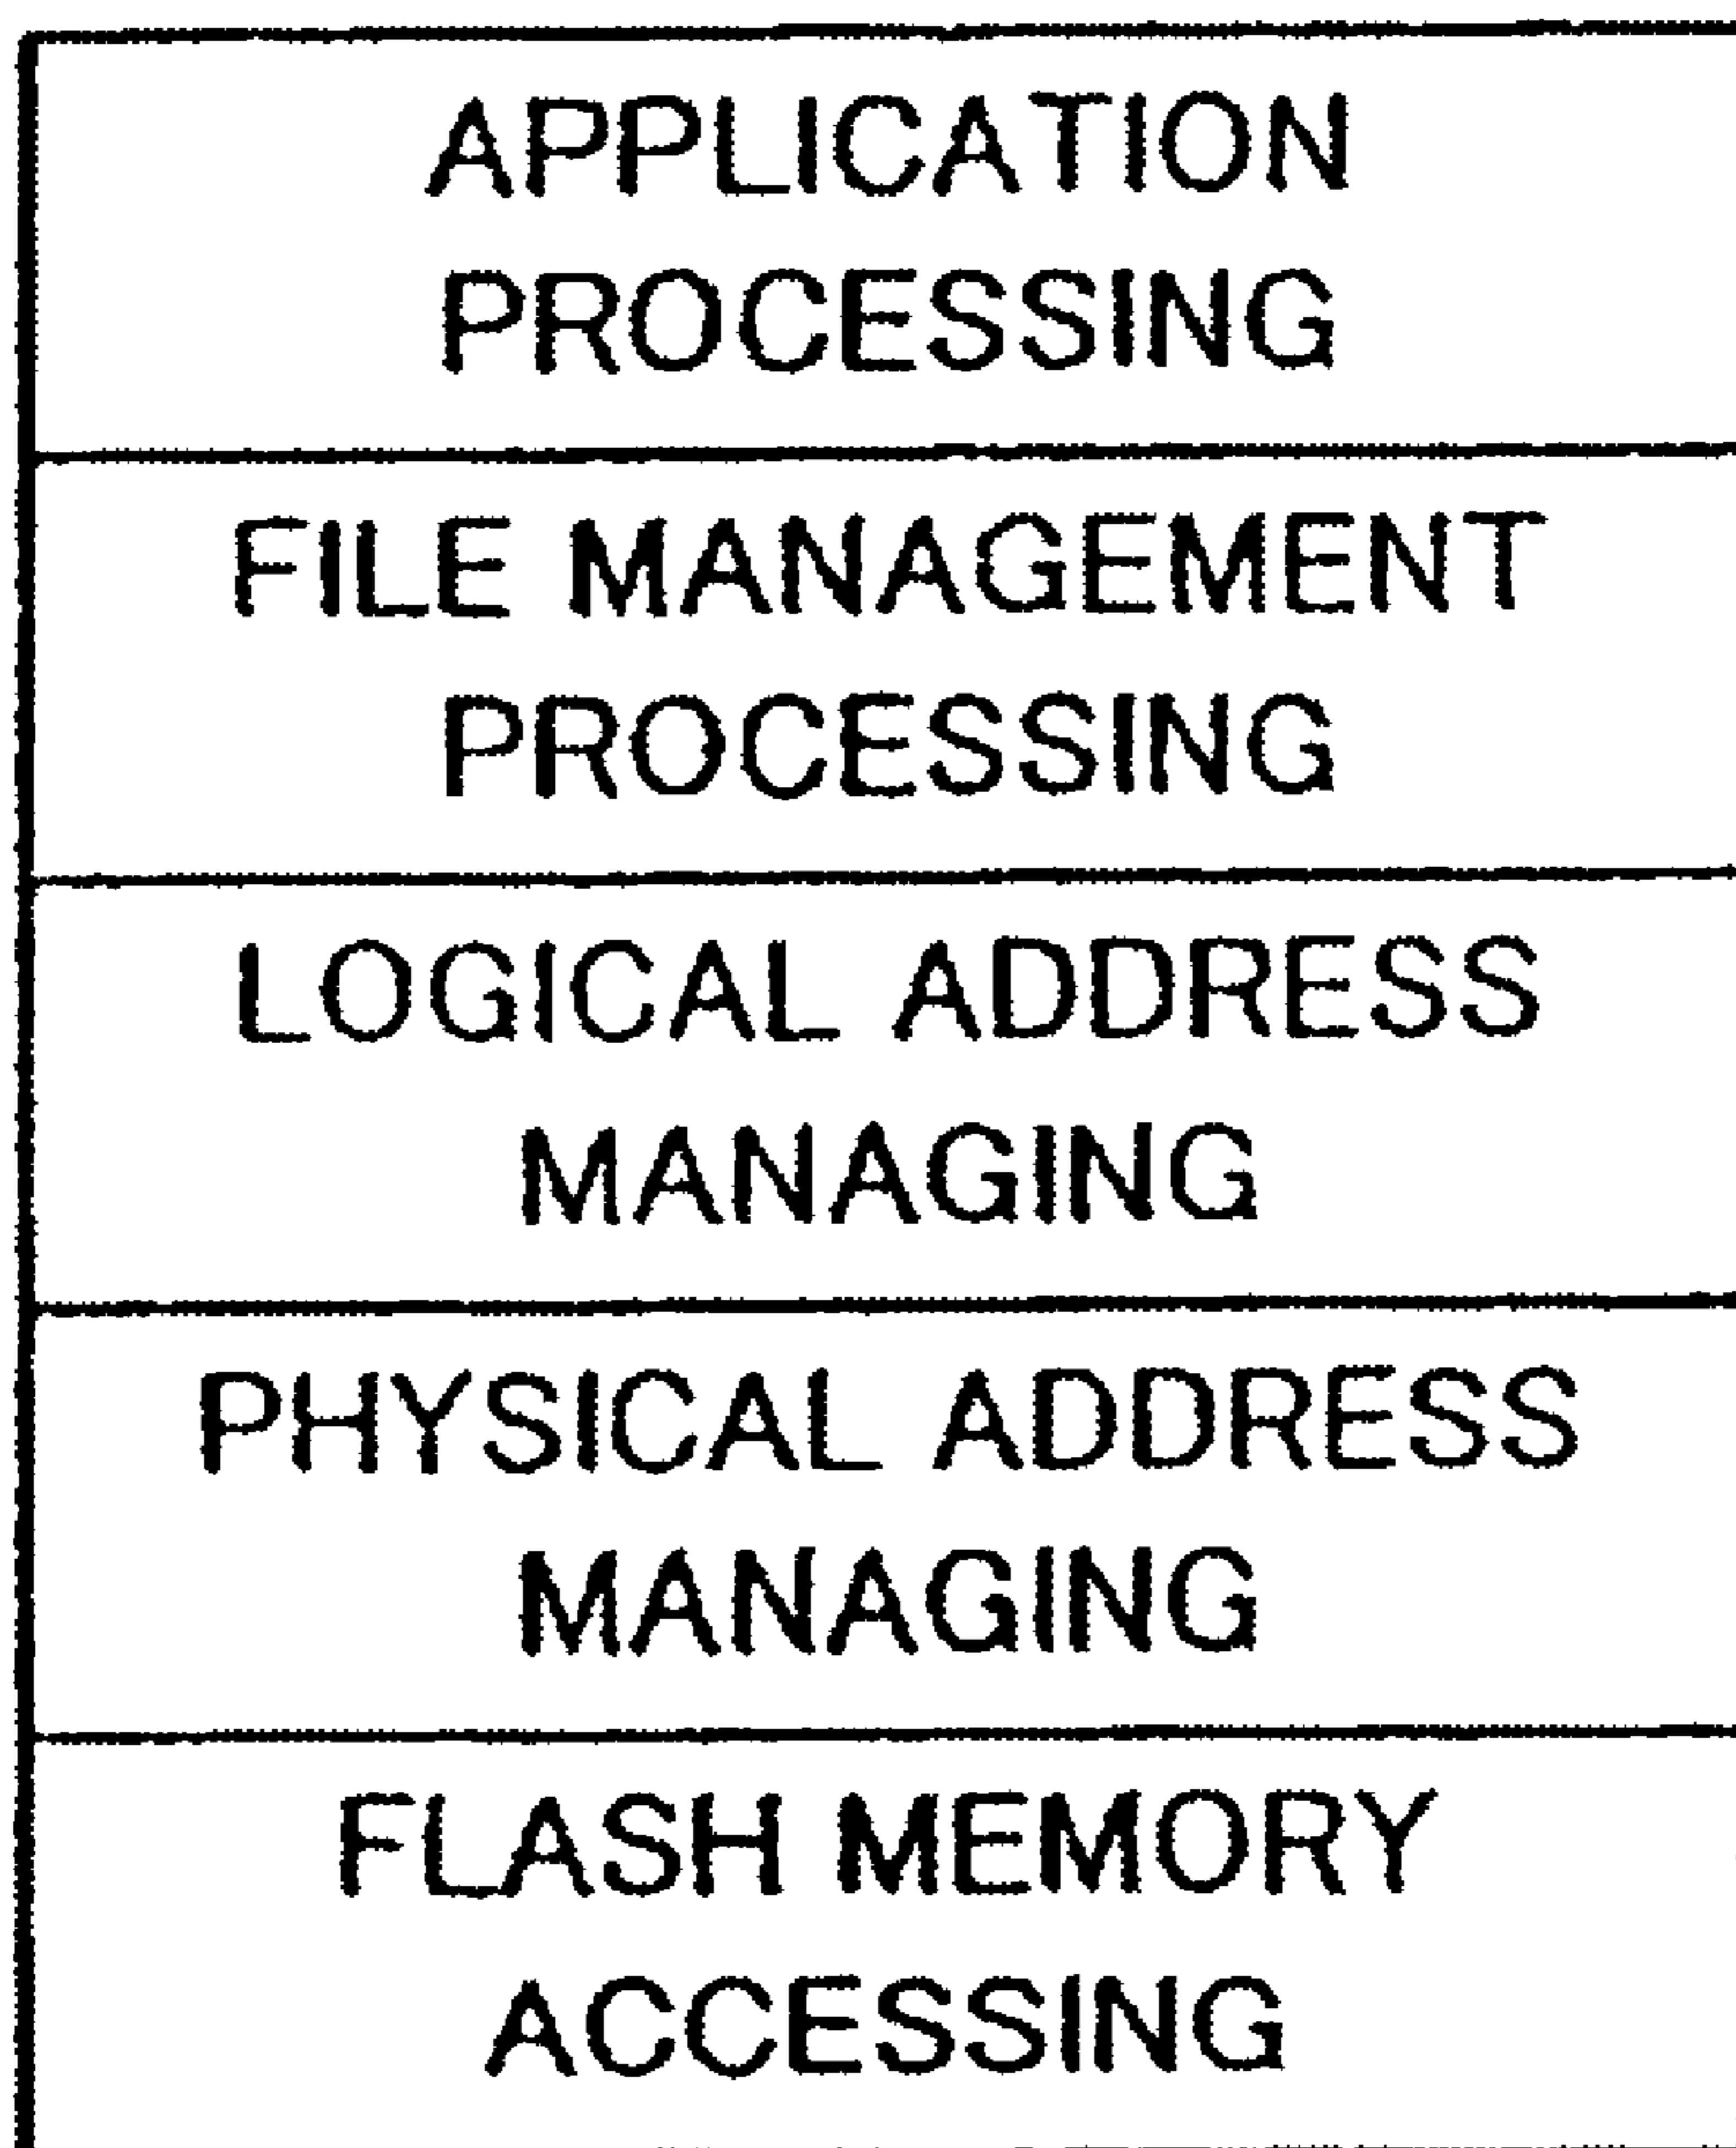 APPLICATION
PROCESSING
FILE MANAGEMENT
PROCESSING
LOGICAL ADDRESS
MANAGING
PHYSICAL ADDRESS
MANAGING
FLASH MEMORY
ACCESSING